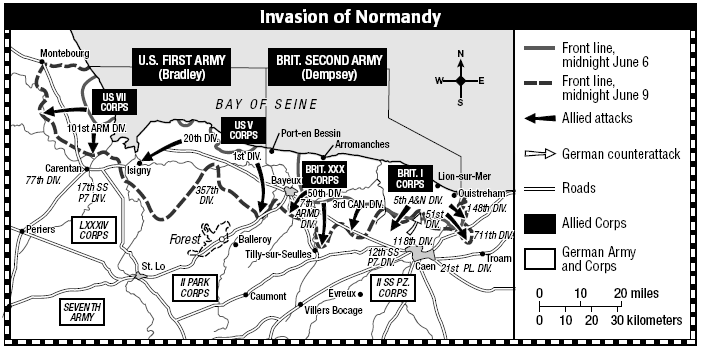 Invasion of Normandy
Montebourg
U.S. FIRST ARMY
(Bradley)
BRIT. SECOND ARMY
(Dempsey)
N
W
E
S
US VII
CORPS
BAY OF SEINE
101st ARM DIV.
20th DIV.
US V
CORPS
1st DIV.
Port-en Bessin
Arromanches
Carentan
Isigny
77th DIV.
17th SS
P7 DIV.
357th
DIV.
Bayeux
BRIT. XXX
CORPS
50th DIV.
7th
ARMD
DIV.
3rd CAN-DIV.
BRIT. I
CORPS
Lion-sur-Mer
Ouistreham
5th A&N DIV.
51st
DIV.
148th DIV.
711th DIV.
118th DIV.
Periers
LXXXIV
CORPS
Forest
Balleroy
Tilly-sur-Seulles
12th SS
PZ. DIV.
Caen
21st PL. DIV.
Troarn
St. Lo
II PARK
CORPS
Caumont
Evreux
Villers Bocage
II SS PZ.
CORPS
SEVENTH
ARMY
Front line,
midnight June 6
Front line,
midnight June 9
Allied attacks
German counterattack
Roads
Allied Corps
German Army
and Corps
0 10 20 miles
0 10 20 30 kilometers